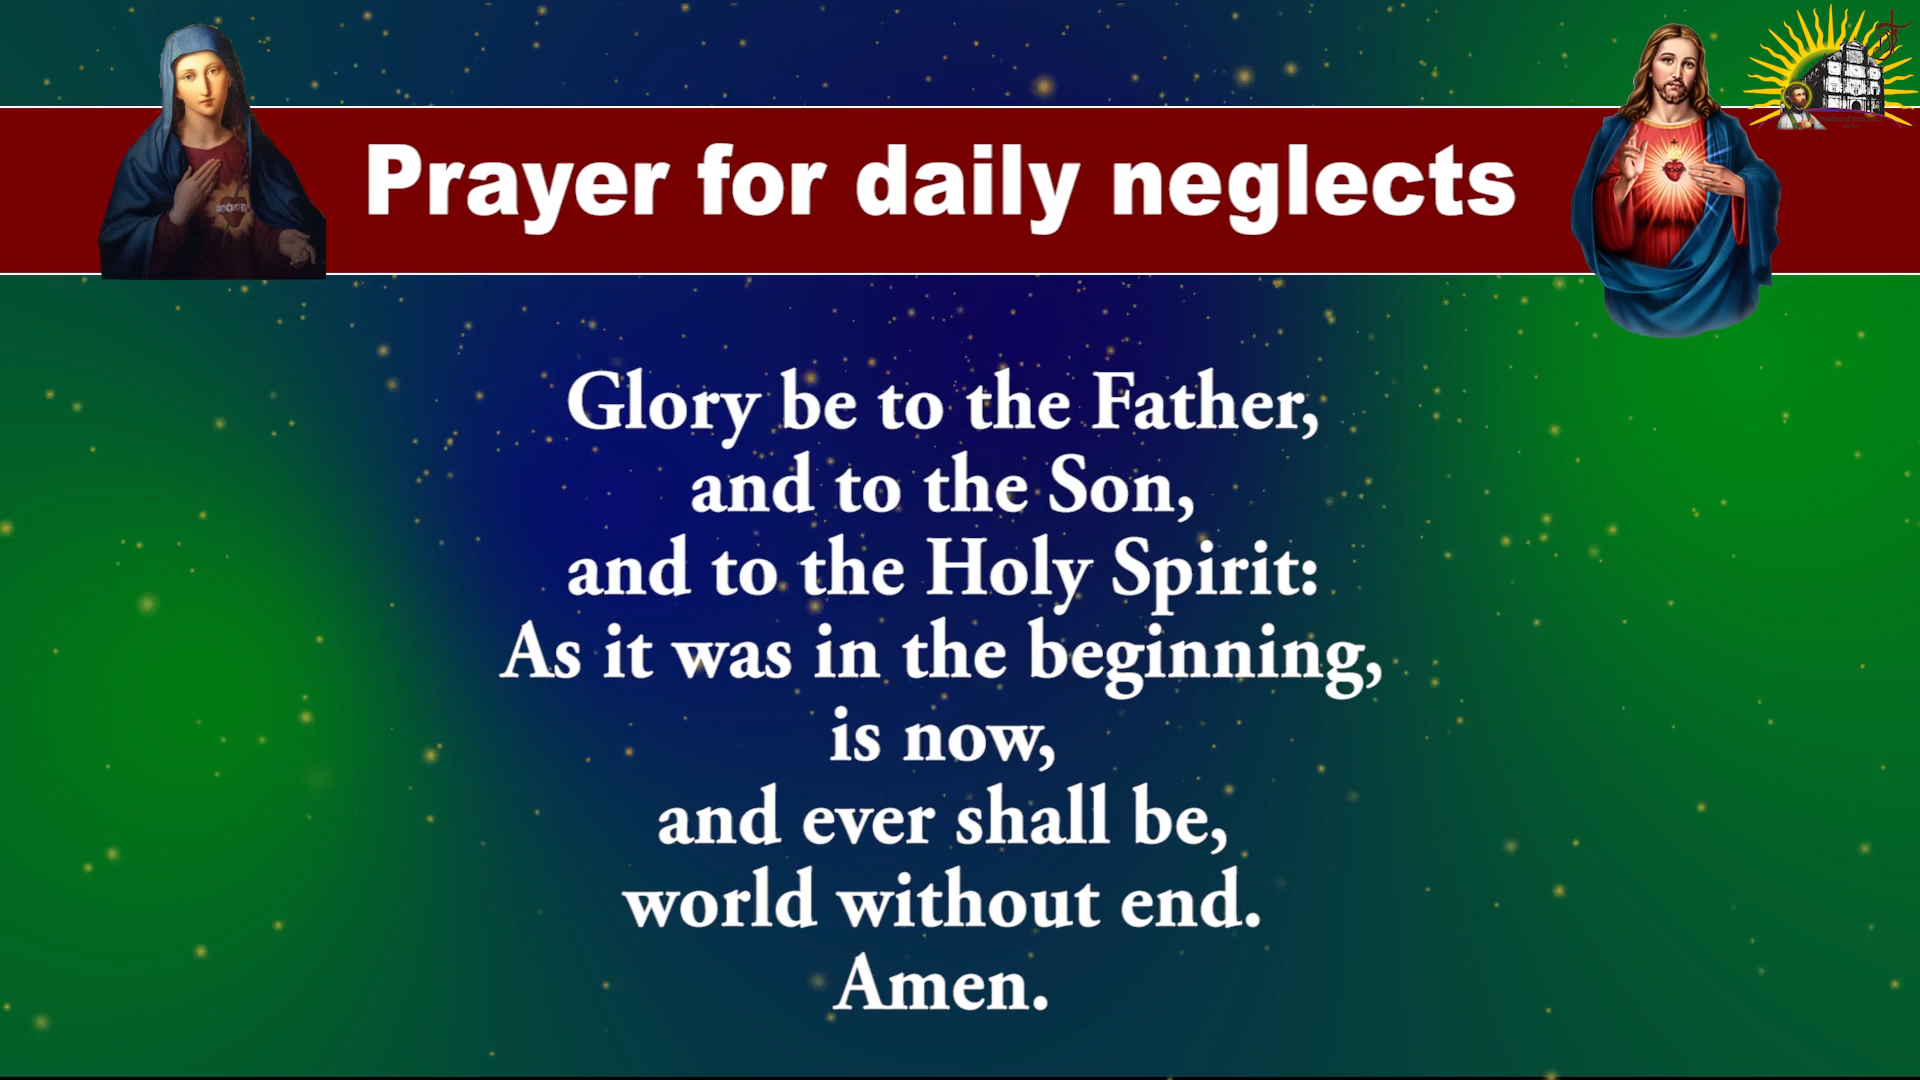 Prayer for daily neglects
Glory be to the Father,
and to the Son,
and to the Holy Spirit:
As it was in the beginning,
is now,
and ever shall be,
world without end.
Amen.